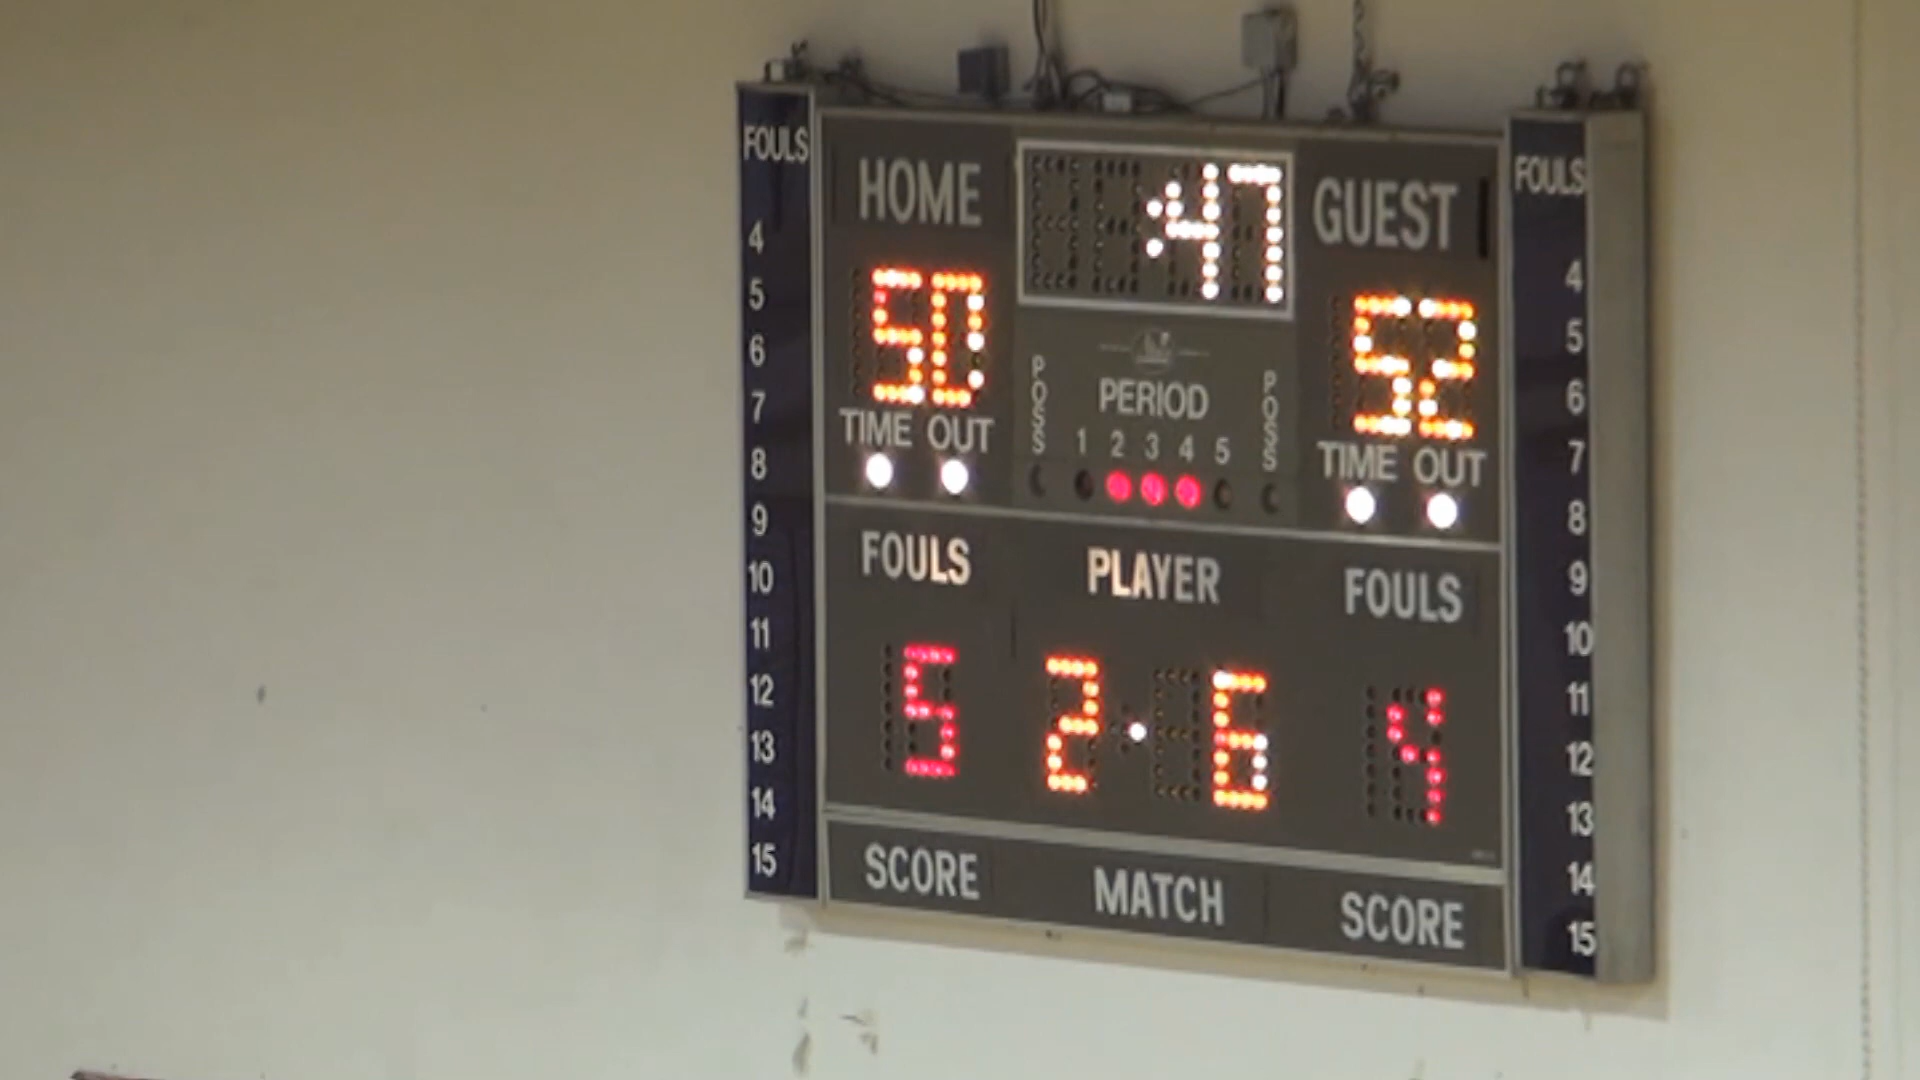 FOULS HOME :47 GUEST FOULS
4 4
5 50 52 5
6 POSS PERIOD POSS 6
7 TIME OUT 1 2 3 4 5 TIME OUT 7
8 8
9 FOULS PLAYER FOULS 9
10 10
11 11
12 5 2 6 4 12
13 13
14 14
15 SCORE MATCH SCORE 15